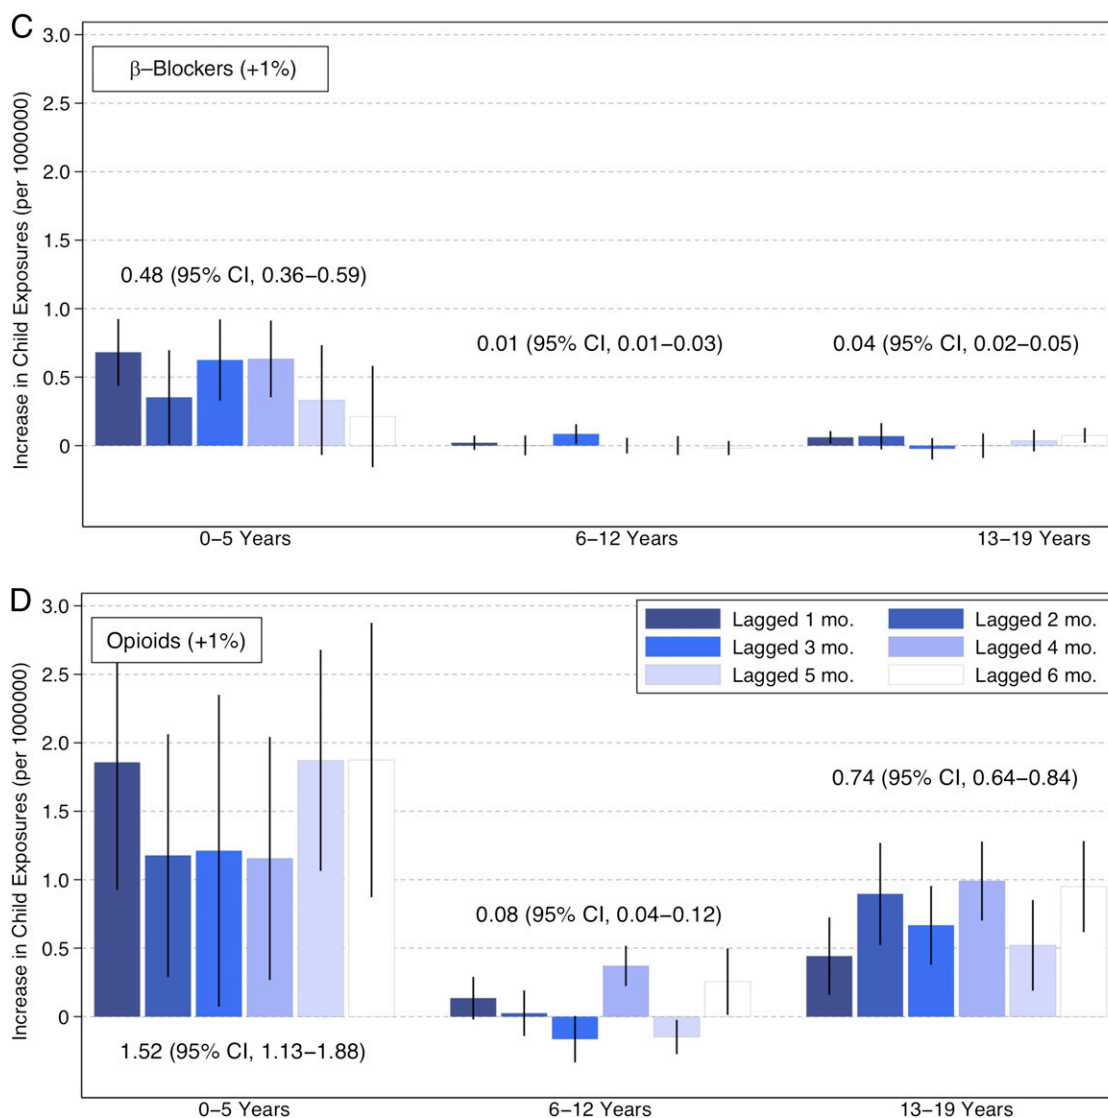 C
Increase in Child Exposures (per 1000000)
3.0
2.5
2.0
1.5
1.0
0.5
0
β–Blockers (+1%)
0.48 (95% CI, 0.36–0.59)
0.01 (95% CI, 0.01–0.03)
0.04 (95% CI, 0.02–0.05)
0–5 Years
6–12 Years
13–19 Years
D
Increase in Child Exposures (per 1000000)
3.0
2.5
2.0
1.5
1.0
0.5
0
Opioids (+1%)
Lagged 1 mo.
Lagged 2 mo.
Lagged 3 mo.
Lagged 4 mo.
Lagged 5 mo.
Lagged 6 mo.
0.74 (95% CI, 0.64–0.84)
0.08 (95% CI, 0.04–0.12)
1.52 (95% CI, 1.13–1.88)
0–5 Years
6–12 Years
13–19 Years